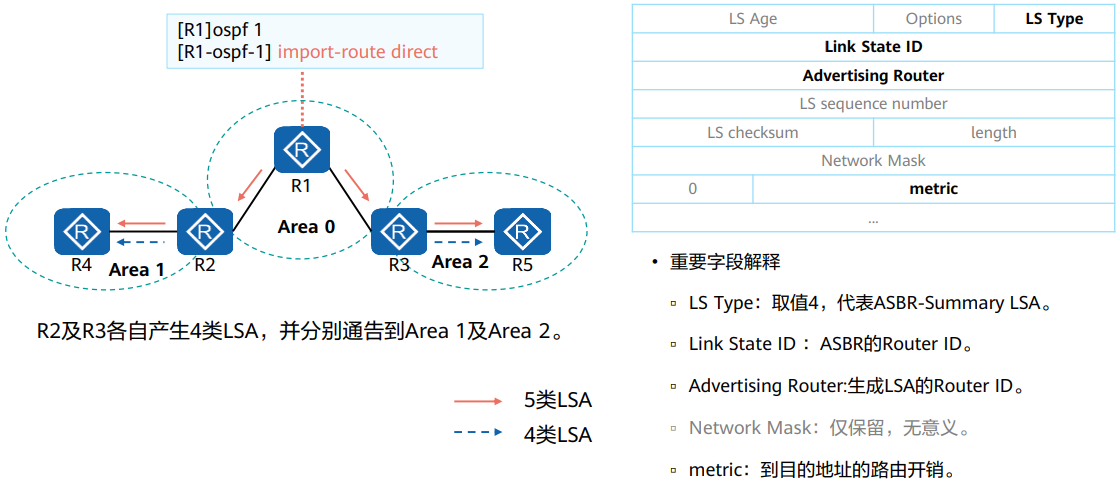 [R1]ospf 1
[R1-ospf-1] import-route direct
R
R1
Area 0
R
R4
Area 1
R
R2
R
R3
Area 2
R
R5
R2及R3各自产生4类LSA，并分别通告到Area 1及Area 2。
5类LSA
4类LSA
LS Age Options LS Type
Link State ID
Advertising Router
LS sequence number
LS checksum length
Network Mask
0 metric
...
• 重要字段解释
▫ LS Type：取值4，代表ASBR-Summary LSA。
▫ Link State ID ：ASBR的Router ID。
▫ Advertising Router:生成LSA的Router ID。
▫ Network Mask：仅保留，无意义。
▫ metric：到目的地址的路由开销。